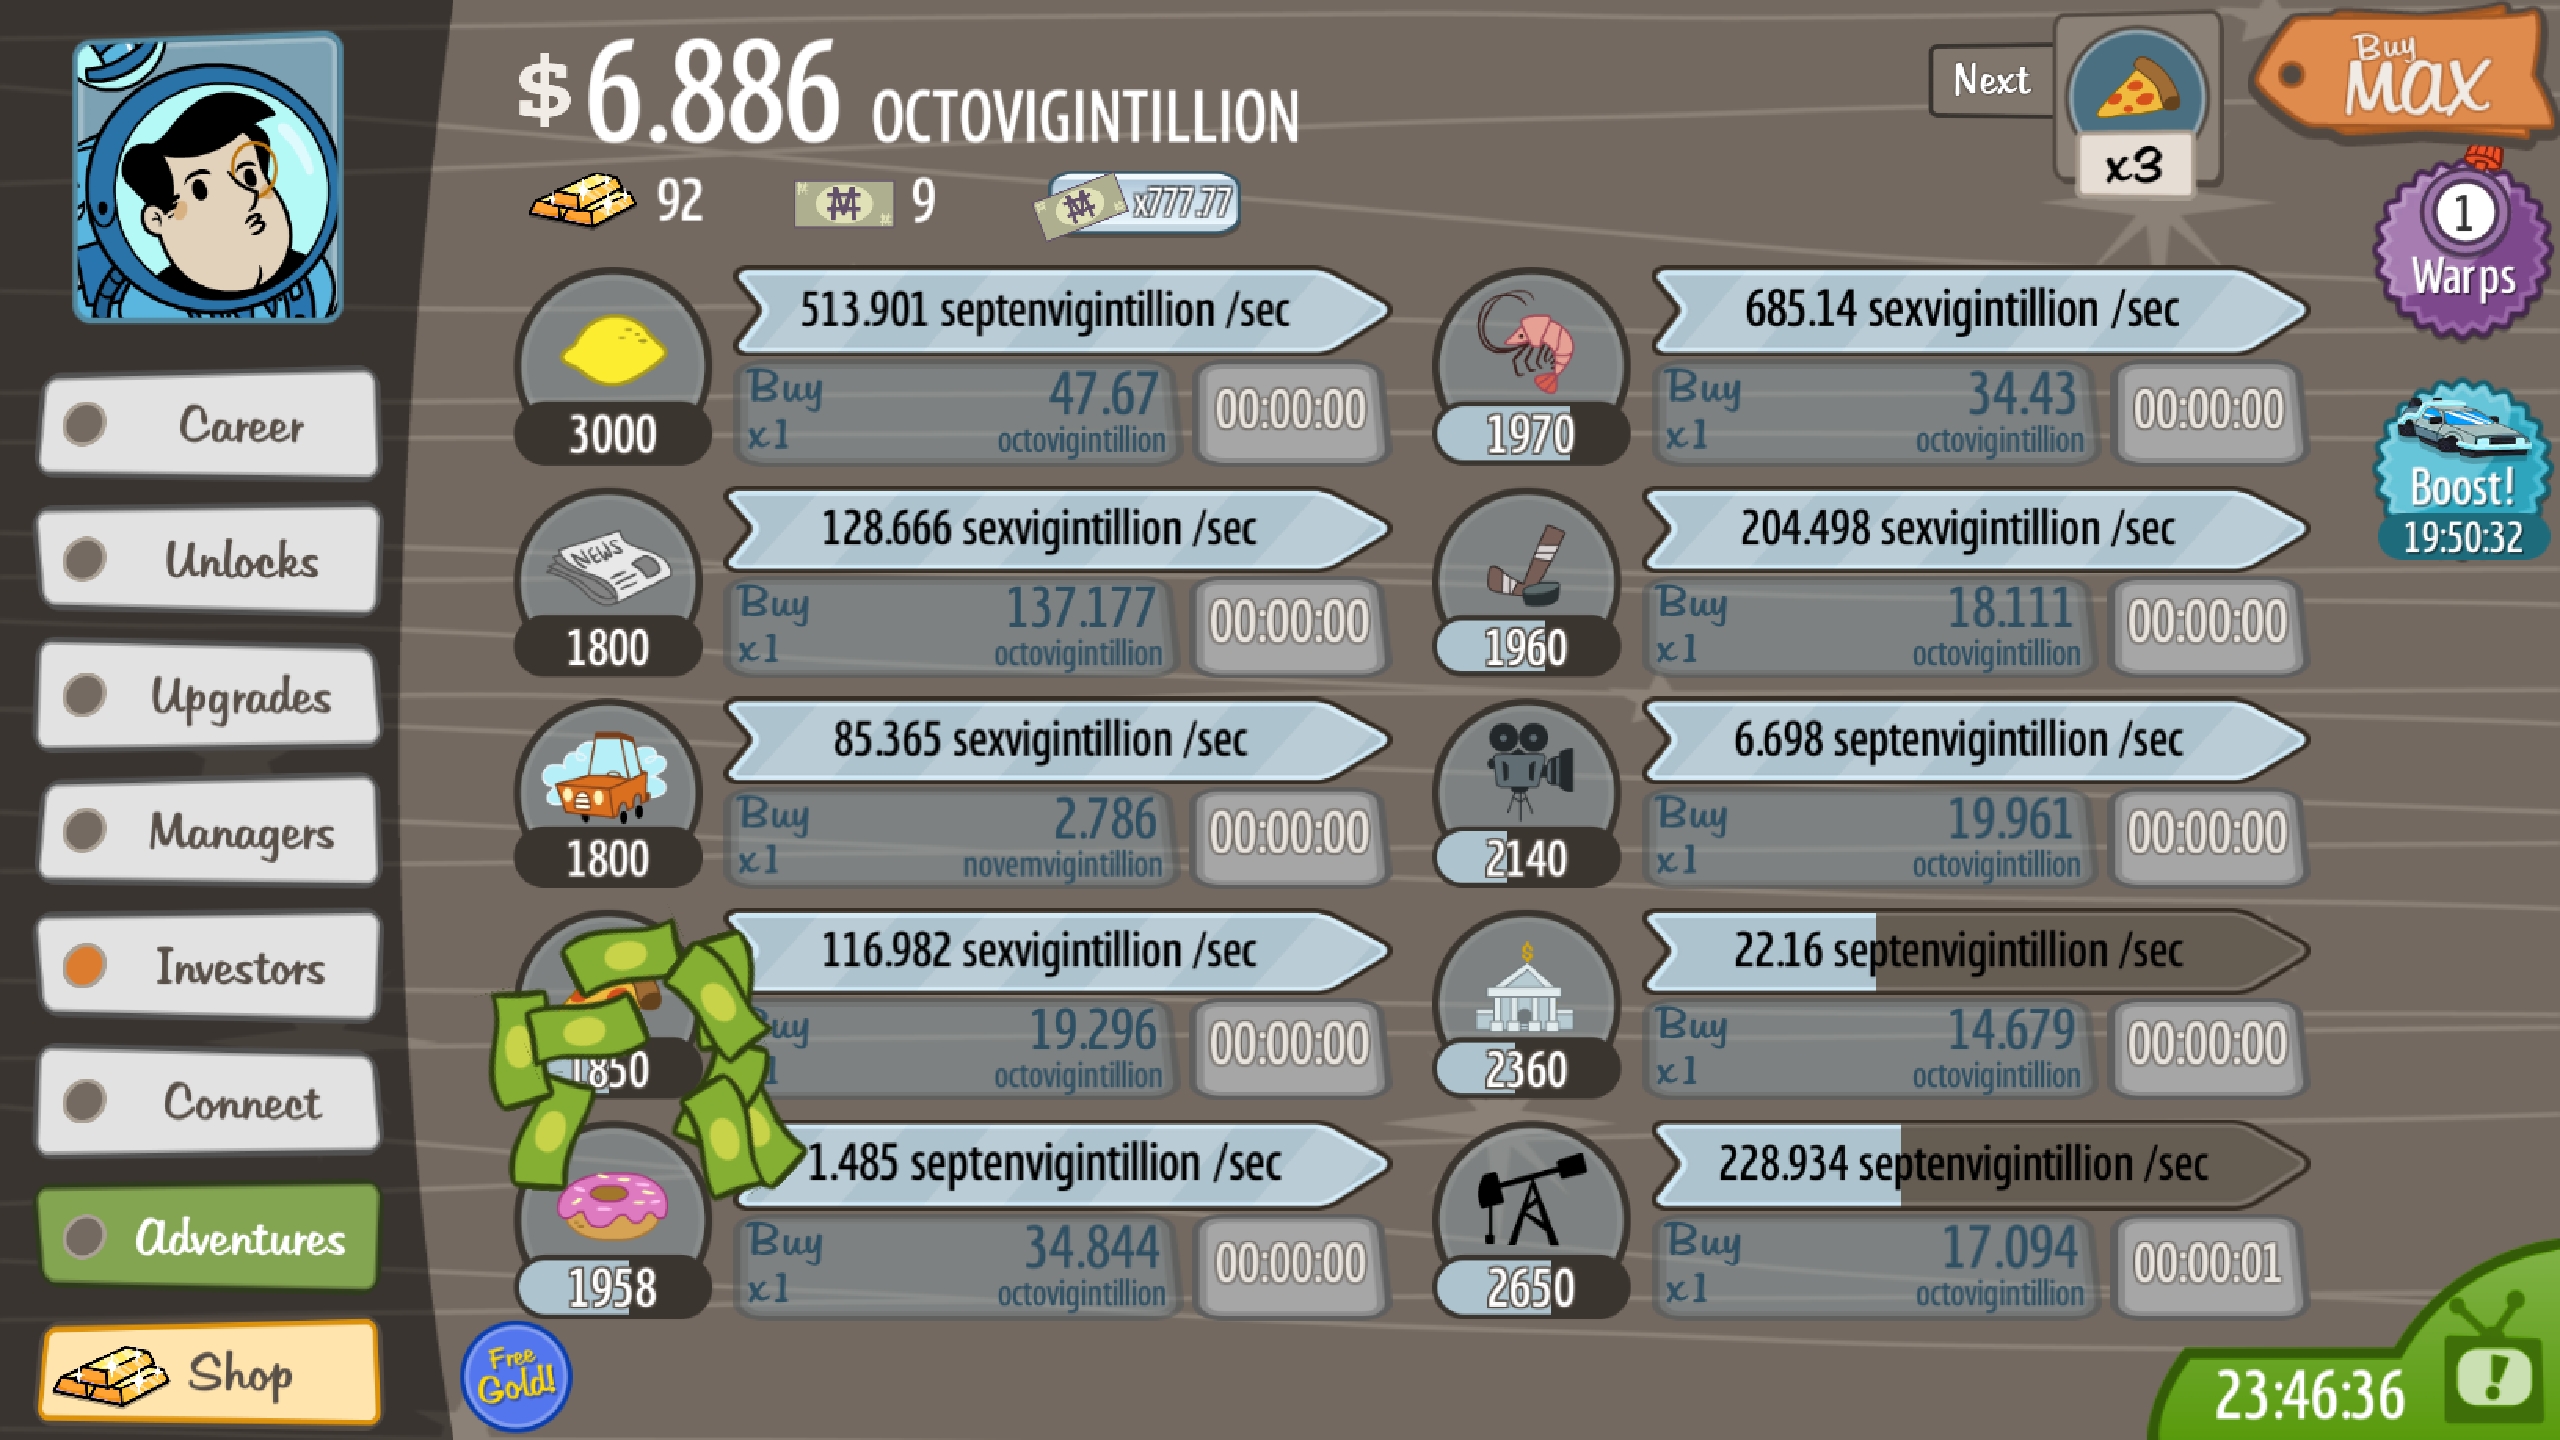 $6.886 OCTOVIGINTILLION
92
9
x777.77
Next
x3
Buy
MAX
1
Warps
Boost!
19:50:32
Career
Unlocks
Upgrades
Managers
Investors
Connect
Adventures
Shop
513.901 septenvigintillion /sec
3000
Buy
x1
47.67
octovigintillion
00:00:00
NEWS
128.666 sexvigintillion /sec
1800
Buy
x1
137.177
octovigintillion
00:00:00
85.365 sexvigintillion /sec
1800
Buy
x1
2.786
novemvigintillion
00:00:00
116.982 sexvigintillion /sec
1850
19.296
octovigintillion
00:00:00
1.485 septenvigintillion /sec
1958
Buy
x1
34.844
octovigintillion
00:00:00
685.14 sexvigintillion /sec
1970
Buy
x1
34.43
octovigintillion
00:00:00
204.498 sexvigintillion /sec
1960
Buy
x1
18.111
octovigintillion
00:00:00
6.698 septenvigintillion /sec
2140
Buy
x1
19.961
octovigintillion
00:00:00
22.16 septenvigintillion /sec
2360
Buy
x1
14.679
octovigintillion
00:00:00
228.934 septenvigintillion /sec
2650
Buy
x1
17.094
octovigintillion
00:00:01
Free
Gold!
23:46:36